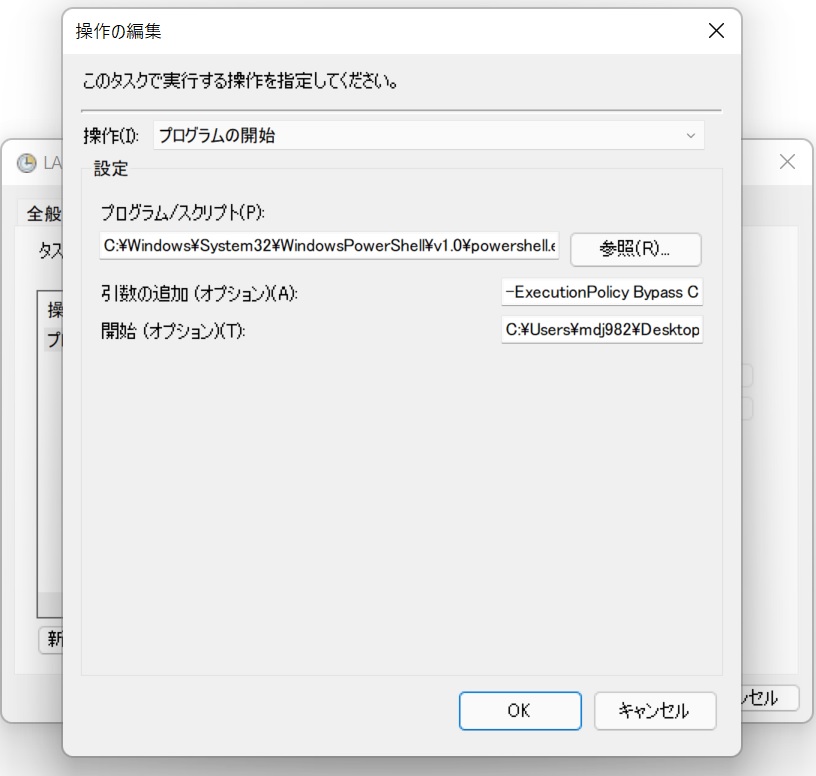 操作の編集
このタスクで実行する操作を指定してください。
操作(I):
プログラムの開始
LA
設定
全般
プログラム/スクリプト(P):
C:¥Windows¥System32¥WindowsPowerShell¥v1.0¥powershell.e
参照(R)...
タス
引数の追加 (オプション)(A):
-ExecutionPolicy Bypass C
操
開始 (オプション)(T):
C:¥Users¥mdj982¥Desktop
プロ
新
OK
キャンセル
ンセル